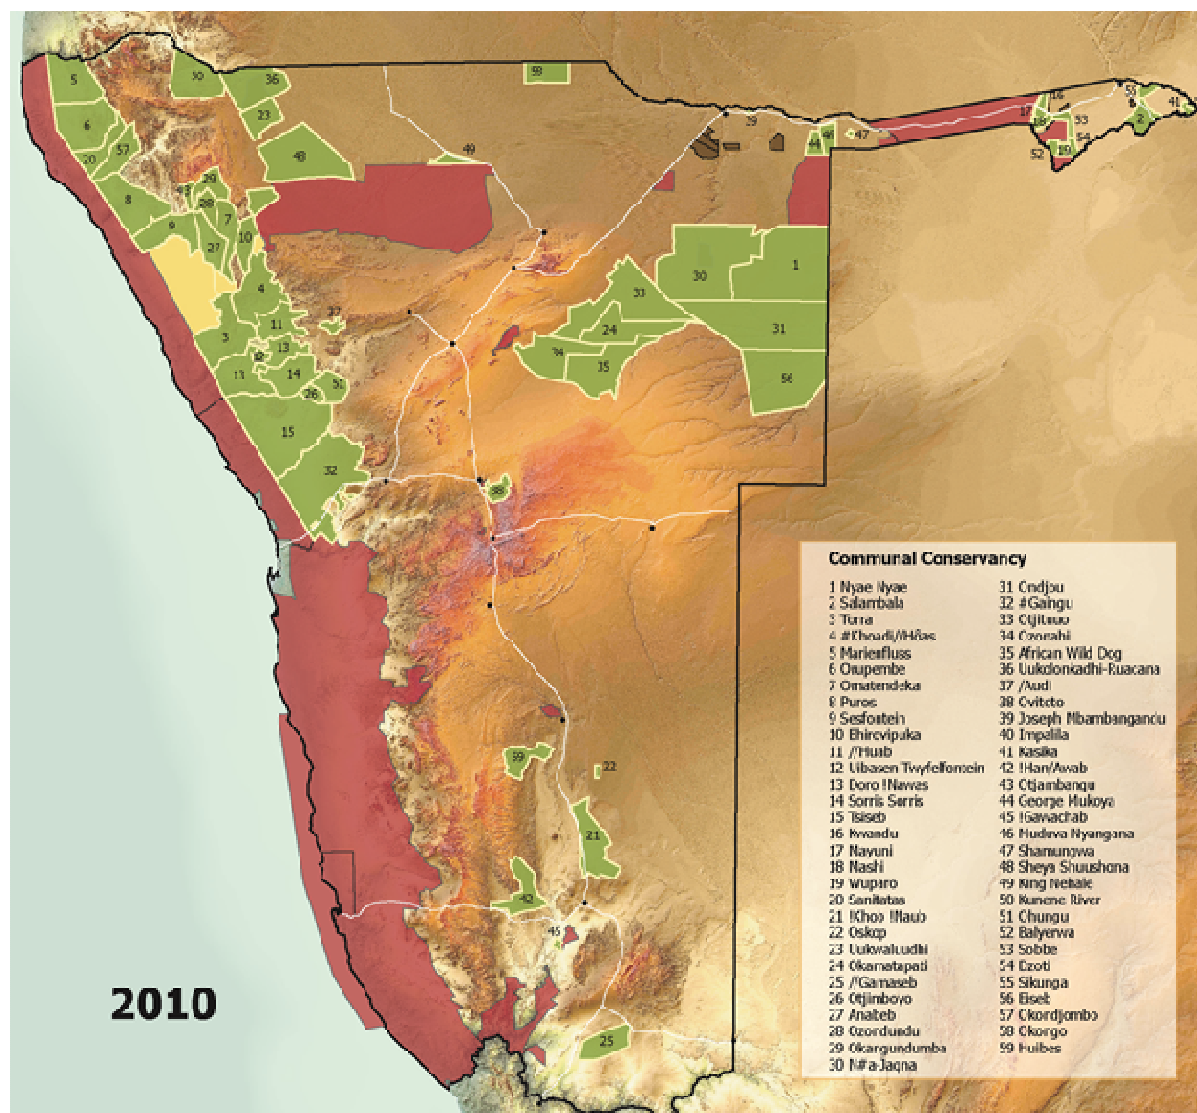 Communal Conservancy
1 Nyae Nyae
2 Salambala
3 Torra
4 #Khoadi//Hôas
5 Marienfluss
6 Orupembe
7 Omatendeka
8 Puros
9 Sesfontein
10 Ehirovipuka
11 //Huab
12 Uibasen Twyfelfontein
13 Doro !Nawas
14 Sorris Sorris
15 Tsiseb
16 Kwandu
17 Mayuni
18 Mashi
19 Wuparo
20 Sanitatas
21 !Khob !Naub
22 Oskop
23 Uukwaluudhi
24 Okamatapati
25 //Gamaseb
26 Otjimboyo
27 Anabeb
28 Ozondundu
29 Okangundumba
30 N#a-Jaqna
31 Ondjou
32 #Gaingu
33 Otjituuo
34 Ozonahi
35 African Wild Dog
36 Uukolonkadhi-Ruacana
37 /Audi
38 Ovitoto
39 Joseph Mbambangandu
40 Impalila
41 Kasika
42 !Han/Awab
43 Otjambangu
44 George Mukoya
45 !Gawachab
46 Muduva Nyangana
47 Shamungwa
48 Sheya Shuushona
49 King Nehale
50 Kunene River
51 Ohungu
52 Balyerwa
53 Sobbe
54 Dzoti
55 Sikunga
56 Eiseb
57 Okordjombo
58 Okongo
59 Huibes
2010